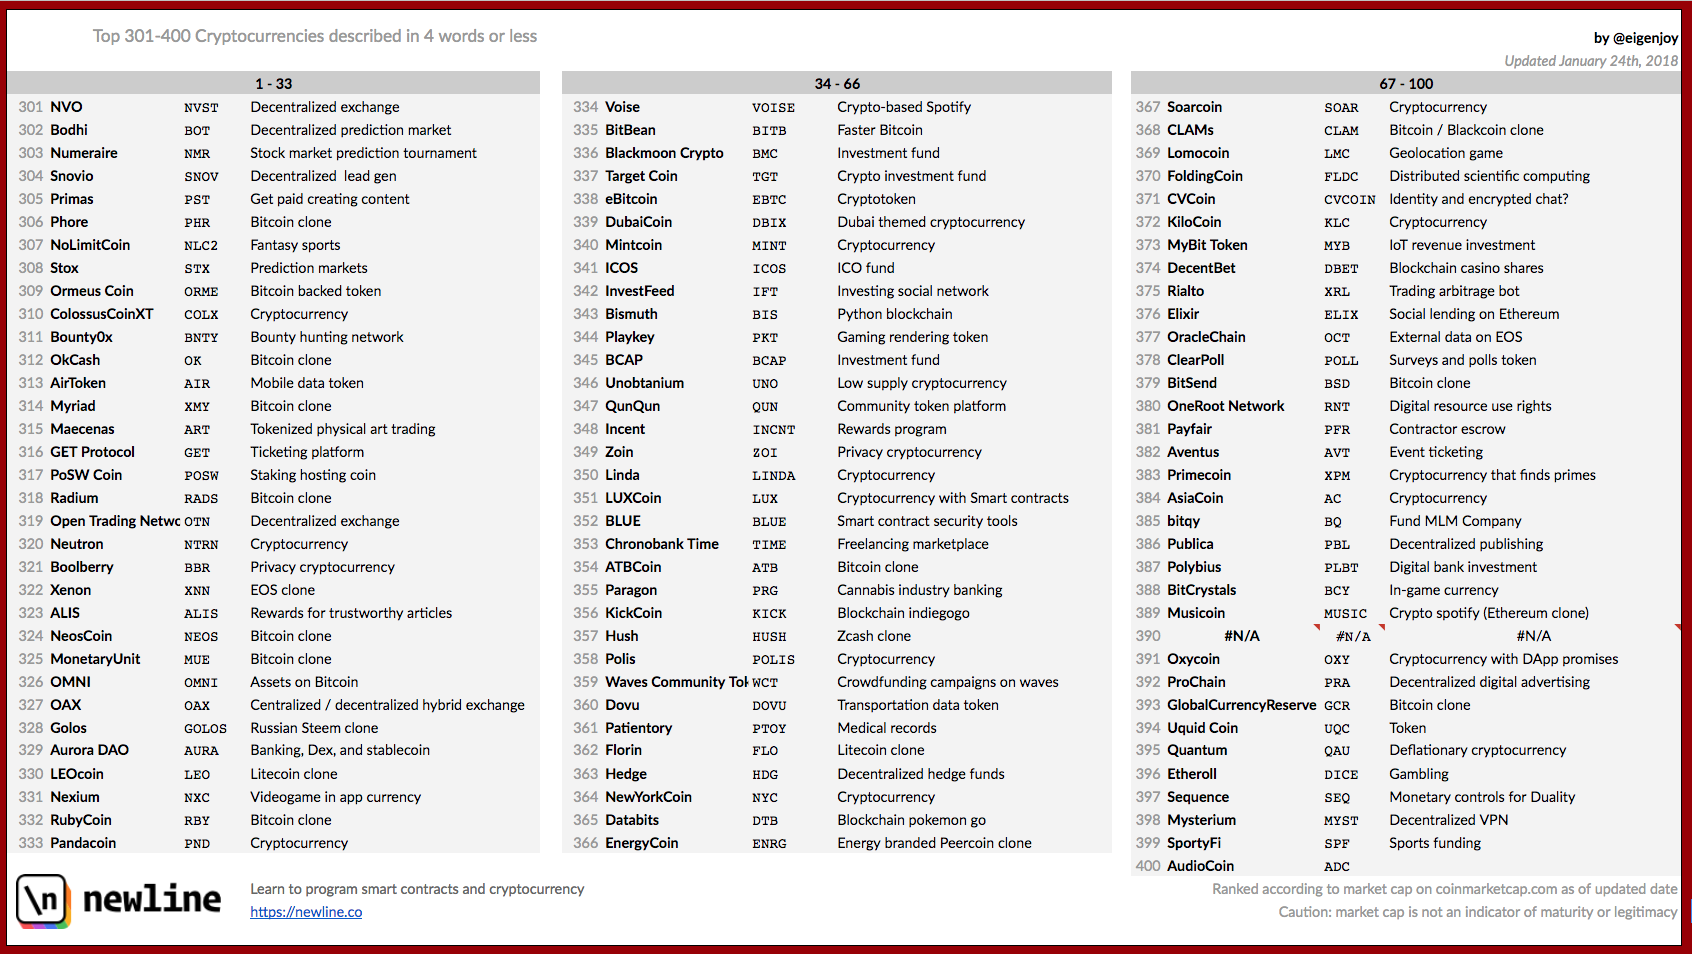 Top 301-400 Cryptocurrencies described in 4 words or less
by @eigenjoy
Updated January 24th, 2018
1 - 33
301 NVO NVST Decentralized exchange
302 Bodhi BOT Decentralized prediction market
303 Numeraire NMR Stock market prediction tournament
304 Snovio SNOV Decentralized lead gen
305 Primas PST Get paid creating content
306 Phore PHR Bitcoin clone
307 NoLimitCoin NLC2 Fantasy sports
308 Stox STX Prediction markets
309 Ormeus Coin ORME Bitcoin backed token
310 ColossusCoinXT COLX Cryptocurrency
311 Bounty0x BNTY Bounty hunting network
312 OkCash OK Bitcoin clone
313 AirToken AIR Mobile data token
314 Myriad XMY Bitcoin clone
315 Maecenas ART Tokenized physical art trading
316 GET Protocol GET Ticketing platform
317 PoSW Coin POSW Staking hosting coin
318 Radium RADS Bitcoin clone
319 Open Trading Netwc OTN Decentralized exchange
320 Neutron NTRN Cryptocurrency
321 Boolberry BBR Privacy cryptocurrency
322 Xenon XNN EOS clone
323 ALIS ALIS Rewards for trustworthy articles
324 NeosCoin NEOS Bitcoin clone
325 MonetaryUnit MUE Bitcoin clone
326 OMNI OMNI Assets on Bitcoin
327 OAX OAX Centralized / decentralized hybrid exchange
328 Golos GOLOS Russian Steem clone
329 Aurora DAO AURA Banking, Dex, and stablecoin
330 LEOcoin LEO Litecoin clone
331 Nexium NXC Videogame in app currency
332 RubyCoin RBY Bitcoin clone
333 Pandacoin PND Cryptocurrency
34 - 66
334 Voise VOISE Crypto-based Spotify
335 BitBean BITB Faster Bitcoin
336 Blackmoon Crypto BMC Investment fund
337 Target Coin TGT Crypto investment fund
338 eBitcoin EBTC Cryptotoken
339 DubaiCoin DBIX Dubai themed cryptocurrency
340 Mintcoin MINT Cryptocurrency
341 ICOS ICOS ICO fund
342 InvestFeed IFT Investing social network
343 Bismuth BIS Python blockchain
344 Playkey PKT Gaming rendering token
345 BCAP BCAP Investment fund
346 Unobtanium UNO Low supply cryptocurrency
347 QunQun QUN Community token platform
348 Incent INCNT Rewards program
349 Zoin ZOI Privacy cryptocurrency
350 Linda LINDA Cryptocurrency
351 LUXCoin LUX Cryptocurrency with Smart contracts
352 BLUE BLUE Smart contract security tools
353 Chronobank Time TIME Freelancing marketplace
354 ATBCoin ATB Bitcoin clone
355 Paragon PRG Cannabis industry banking
356 KickCoin KICK Blockchain indiegogo
357 Hush HUSH Zcash clone
358 Polis POLIS Cryptocurrency
359 Waves Community Tok WCT Crowdfunding campaigns on waves
360 Dovu DOVU Transportation data token
361 Patientory PTOY Medical records
362 Florin FLO Litecoin clone
363 Hedge HDG Decentralized hedge funds
364 NewYorkCoin NYC Cryptocurrency
365 Databits DTB Blockchain pokemon go
366 EnergyCoin ENRG Energy branded Peercoin clone
67 - 100
367 Soarcoin SOAR Cryptocurrency
368 CLAMs CLAM Bitcoin / Blackcoin clone
369 Lomocoin LMC Geolocation game
370 FoldingCoin FLDC Distributed scientific computing
371 CVCoin CVCOIN Identity and encrypted chat?
372 KiloCoin KLC Cryptocurrency
373 MyBit Token MYB IoT revenue investment
374 DecentBet DBET Blockchain casino shares
375 Rialto XRL Trading arbitrage bot
376 Elixir ELIX Social lending on Ethereum
377 OracleChain OCT External data on EOS
378 ClearPoll POLL Surveys and polls token
379 BitSend BSD Bitcoin clone
380 OneRoot Network RNT Digital resource use rights
381 Payfair PFR Contractor escrow
382 Aventus AVT Event ticketing
383 Primecoin XPM Cryptocurrency that finds primes
384 AsiaCoin AC Cryptocurrency
385 bitqy BQ Fund MLM Company
386 Publica PBL Decentralized publishing
387 Polybius PLBT Digital bank investment
388 BitCrystals BCY In-game currency
389 Musicoin MUSIC Crypto spotify (Ethereum clone)
390 #N/A #N/A #N/A
391 Oxycoin OXY Cryptocurrency with DApp promises
392 ProChain PRA Decentralized digital advertising
393 GlobalCurrencyReserve GCR Bitcoin clone
394 Uquid Coin UQC Token
395 Quantum QAU Deflationary cryptocurrency
396 Etheroll DICE Gambling
397 Sequence SEQ Monetary controls for Duality
398 Mysterium MYST Decentralized VPN
399 SportyFi SPF Sports funding
400 AudioCoin ADC
\n newline
Learn to program smart contracts and cryptocurrency
https://newline.co
Ranked according to market cap on coinmarketcap.com as of updated date
Caution: market cap is not an indicator of maturity or legitimacy